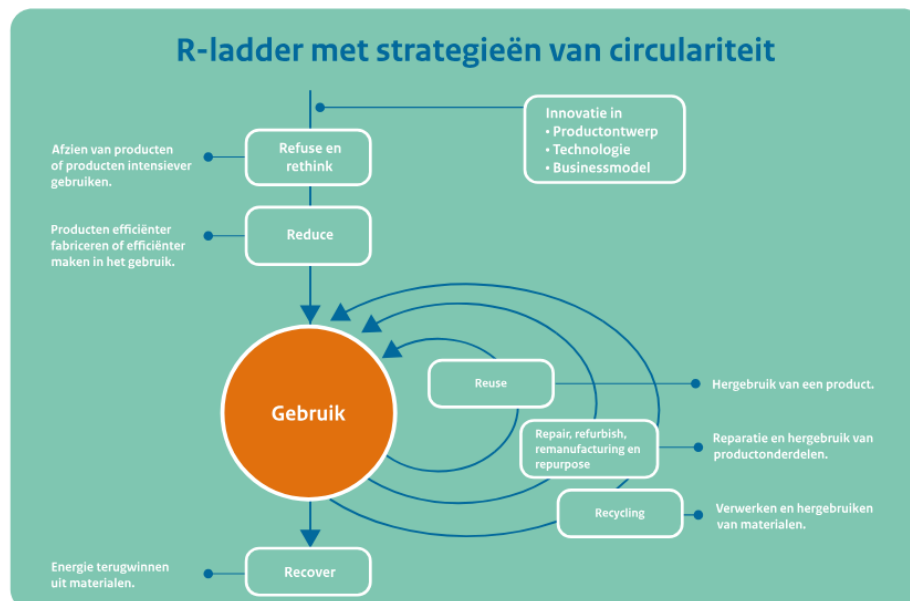 R-ladder met strategieën van circulariteit
Innovatie in
• Productontwerp
• Technologie
• Businessmodel
Afzien van producten
of producten intensiever
gebruiken.
Refuse en
rethink
Producten efficiënter
fabriceren of efficiënter
maken in het gebruik.
Reduce
Gebruik
Reuse
Hergebruik van een product.
Repair, refurbish,
remanufacturing en
repurpose
Reparatie en hergebruik van
productonderdelen.
Recycling
Verwerken en hergebruiken
van materialen.
Energie terugwinnen
uit materialen.
Recover